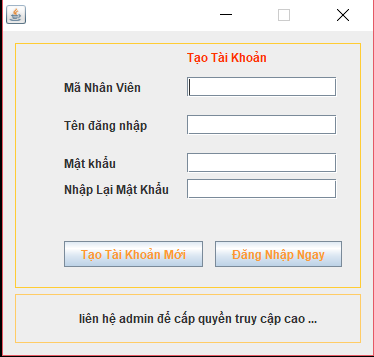 Tạo Tài Khoản
Mã Nhân Viên
Tên đăng nhập
Mật khẩu
Nhập Lại Mật Khẩu
Tạo Tài Khoản Mới
Đăng Nhập Ngay
liên hệ admin để cấp quyền truy cập cao ...